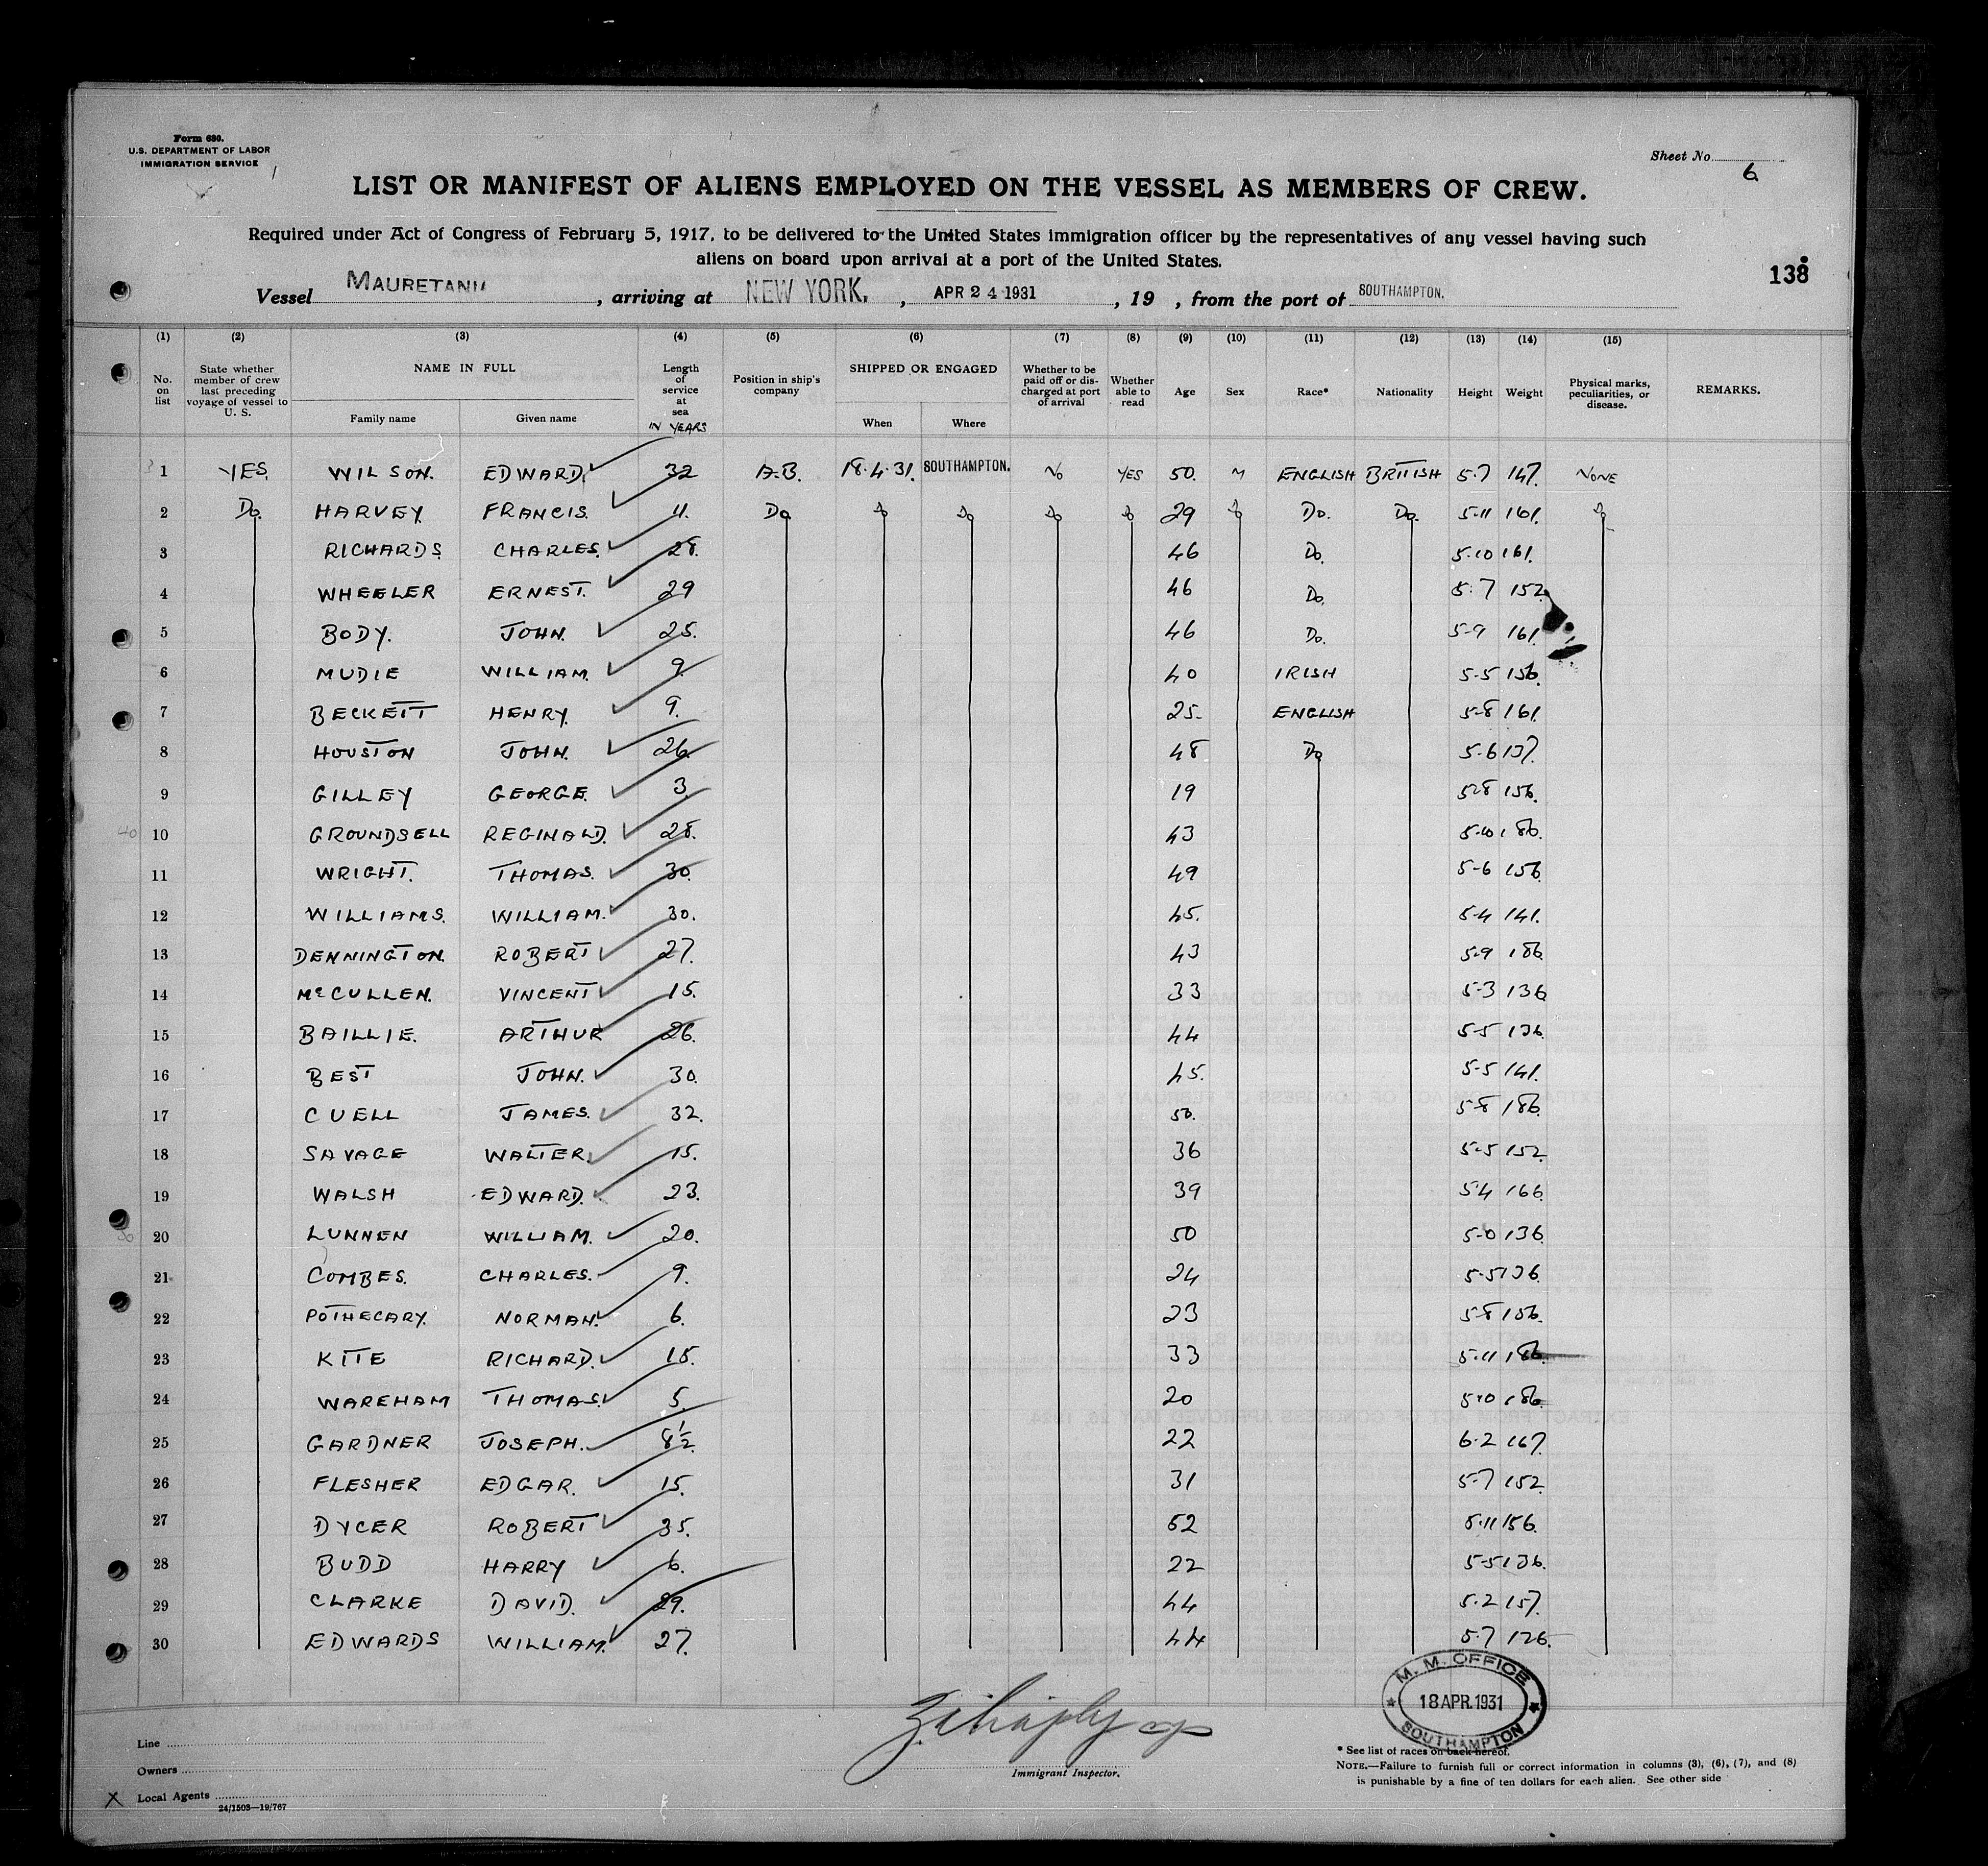 Form 680.
U.S. DEPARTMENT OF LABOR
IMMIGRATION SERVICE
Sheet No. 6
LIST OR MANIFEST OF ALIENS EMPLOYED ON THE VESSEL AS MEMBERS OF CREW.
Required under Act of Congress of February 5, 1917, to be delivered to the United States immigration officer by the representatives of any vessel having such
aliens on board upon arrival at a port of the United States.
138
Vessel MAURETANIA, arriving at NEW YORK, APR 24 1931, 19 , from the port of SOUTHAMPTON.
(1) (2) (3) (4) (5) (6) (7) (8) (9) (10) (11) (12) (13) (14) (15)
No. on list State whether member of crew last preceding voyage of vessel to U. S. NAME IN FULL Family name Given name Length of service at sea IN YEARS Position in ship's company SHIPPED OR ENGAGED When Where Whether to be paid off or discharged at port of arrival Whether able to read Age Sex Race* Nationality Height Weight Physical marks, peculiarities, or disease. REMARKS.
1 YES. WILSON. EDWARD. 32 A.B. 18.4.31. SOUTHAMPTON. No YES 50. M ENGLISH BRITISH 5-7 147. NONE
2 Do. HARVEY. FRANCIS. 11. Do Do Do Do Do 29 Do Do. Do. 5-11 161. Do
3 RICHARDS. CHARLES. 28. 46 Do. 5-10 161.
4 WHEELER ERNEST. 29 46 Do. 5-7 152.
5 BODY. JOHN. 25. 46 Do. 5-9 161.
6 MUDIE WILLIAM. 9. 40 IRISH 5-5 156.
7 BECKETT HENRY. 9. 25. ENGLISH 5-8 161.
8 HOUSTON JOHN. 26. 48 Do 5-6 137.
9 GILLEY GEORGE. 3. 19 5-8 156.
10 GROUNDSELL REGINALD. 28. 43 5-10 186.
11 WRIGHT. THOMAS. 30. 49 5-6 156.
12 WILLIAMS. WILLIAM. 30. 45. 5-4 141.
13 DENNINGTON. ROBERT 27. 43 5-9 186.
14 McCULLEN. VINCENT 15. 33 5-3 136
15 BAILLIE. ARTHUR 26. 44 5-5 136.
16 BEST JOHN. 30. 45. 5-5 141.
17 CUELL JAMES. 32. 50. 5-8 186.
18 SAVAGE WALTER. 15. 36 5-5 152.
19 WALSH EDWARD. 23. 39 5-4 166.
20 LUNNEN WILLIAM. 20. 50 5-0 136.
21 COMBES. CHARLES. 9. 24 5-5 136.
22 POTHECARY. NORMAN. 6. 23 5-8 156.
23 KITE RICHARD. 18. 33 5-11 186.
24 WAREHAM THOMAS. 5. 20 186.
25 GARDNER JOSEPH. 8½. 22 6-2 167.
26 FLESHER EDGAR. 15. 31 5-7 152.
27 DYCER ROBERT 35. 52 5-11 156.
28 BUDD HARRY 6. 22 5-5 136.
29 CLARKE DAVID. 29. 44 5-2 157.
30 EDWARDS WILLIAM. 27. 44 5-7 126.
M. M. OFFICE
18 APR. 1931
SOUTHAMPTON
Line
Owners
X Local Agents
24/1503—19/767
Immigrant Inspector.
* See list of races on back hereof.
NOTE.—Failure to furnish full or correct information in columns (3), (6), (7), and (8)
is punishable by a fine of ten dollars for each alien. See other side